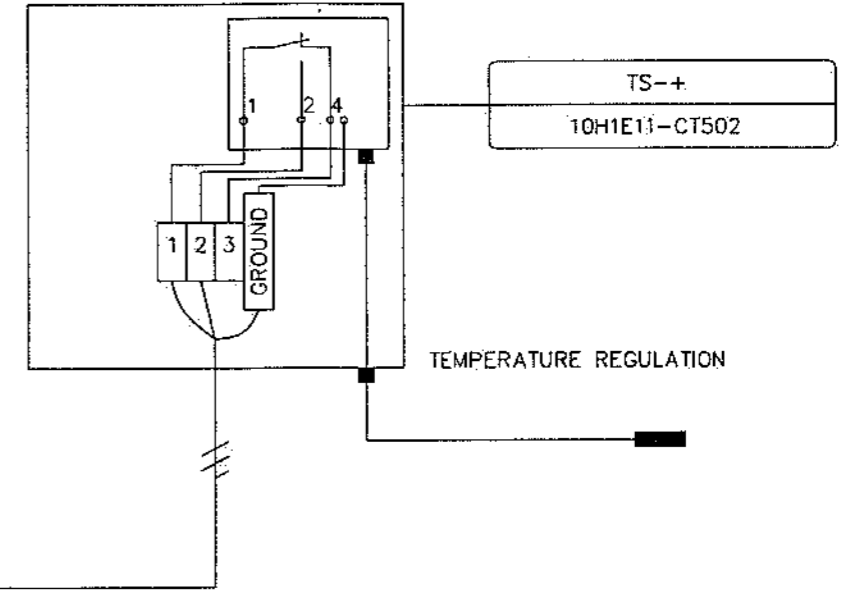 TS-+
10H1E11-CT502
1 2 4
1 2 3 GROUND
TEMPERATURE REGULATION